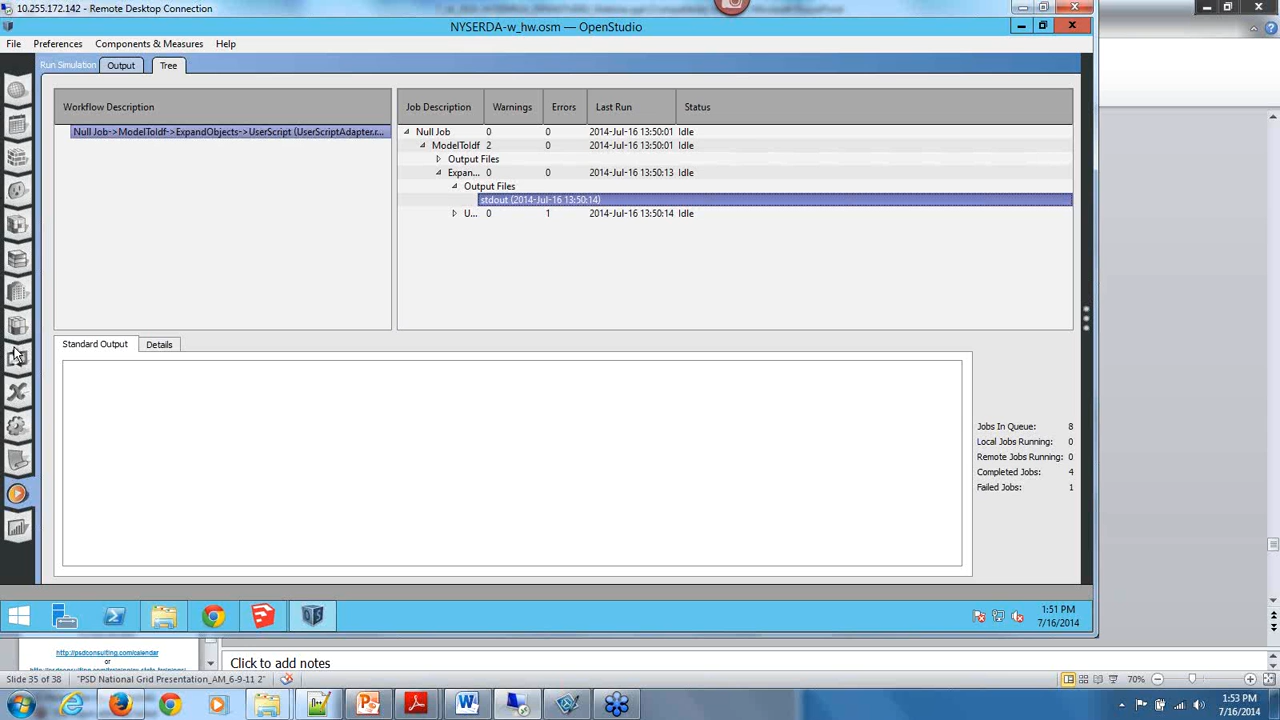 10.255.172.142 - Remote Desktop Connection
NYSERDA-w_hw.osm — OpenStudio
File Preferences Components & Measures Help
Run Simulation Output Tree
Workflow Description
Null Job->ModelToIdf->ExpandObjects->UserScript (UserScriptAdapter.r...
Job Description Warnings Errors Last Run Status
Null Job 0 0 2014-Jul-16 13:50:01 Idle
ModelToIdf 2 0 2014-Jul-16 13:50:01 Idle
Output Files
Expan... 0 0 2014-Jul-16 13:50:13 Idle
Output Files
stdout (2014-Jul-16 13:50:14)
U... 0 1 2014-Jul-16 13:50:14 Idle
Standard Output Details
Jobs In Queue: 8
Local Jobs Running: 0
Remote Jobs Running: 0
Completed Jobs: 4
Failed Jobs: 1
1:51 PM
7/16/2014
http://psdconsulting.com/calendar
or
Click to add notes
Slide 35 of 38 "PSD National Grid Presentation_AM_6-9-11 2" 70%
1:53 PM
7/16/2014